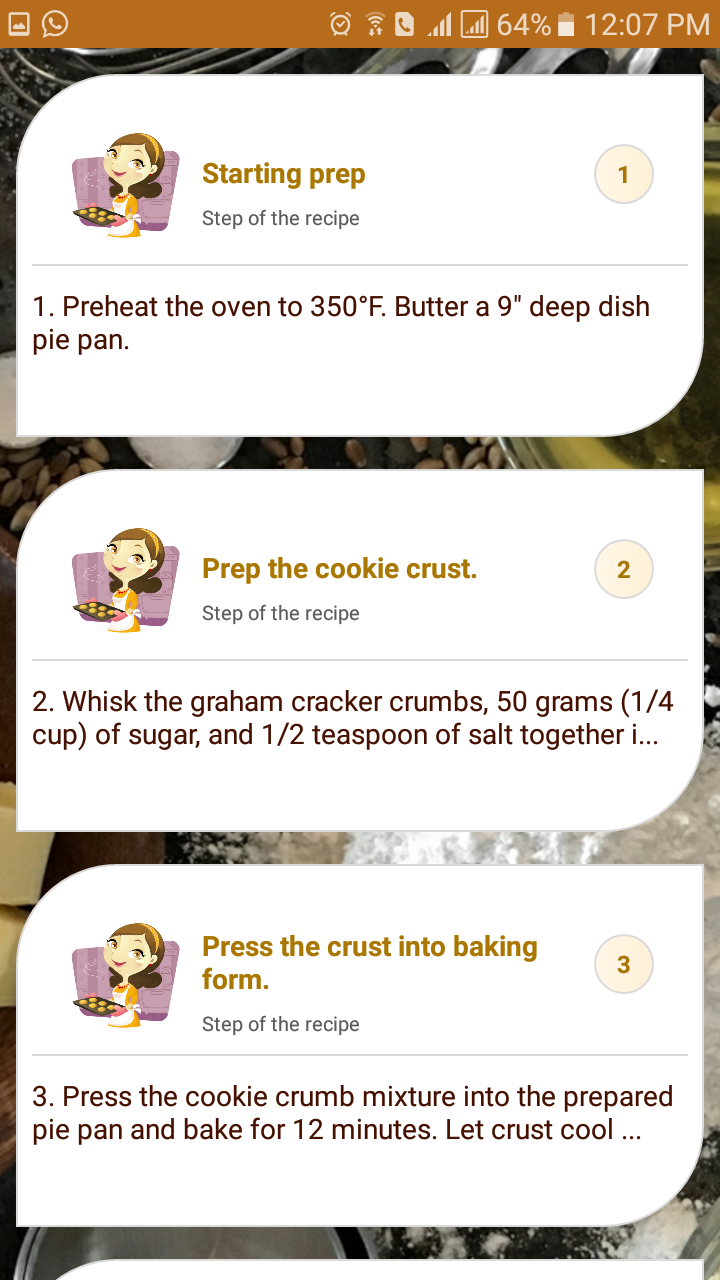 64% 12:07 PM
Starting prep
1
Step of the recipe
1. Preheat the oven to 350°F. Butter a 9" deep dish
pie pan.
Prep the cookie crust.
2
Step of the recipe
2. Whisk the graham cracker crumbs, 50 grams (1/4
cup) of sugar, and 1/2 teaspoon of salt together i...
Press the crust into baking
form.
3
Step of the recipe
3. Press the cookie crumb mixture into the prepared
pie pan and bake for 12 minutes. Let crust cool ...